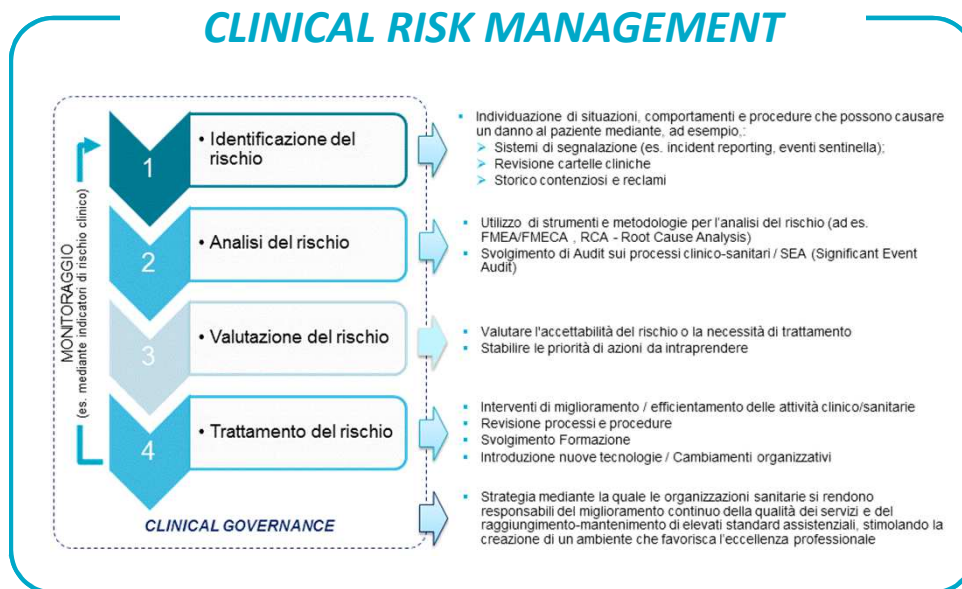 CLINICAL RISK MANAGEMENT
MONITORAGGIO
(es. mediante indicatori di rischio clinico)
1
• Identificazione del
rischio
▪ Individuazione di situazioni, comportamenti e procedure che possono causare
un danno al paziente mediante, ad esempio,:
➢ Sistemi di segnalazione (es. incident reporting, eventi sentinella);
➢ Revisione cartelle cliniche
➢ Storico contenziosi e reclami
2
• Analisi del rischio
▪ Utilizzo di strumenti e metodologie per l'analisi del rischio (ad es.
FMEA/FMECA , RCA - Root Cause Analysis)
▪ Svolgimento di Audit sui processi clinico-sanitari / SEA (Significant Event
Audit)
3
• Valutazione del rischio
▪ Valutare l'accettabilità del rischio o la necessità di trattamento
▪ Stabilire le priorità di azioni da intraprendere
4
• Trattamento del rischio
▪ Interventi di miglioramento / efficientamento delle attività clinico/sanitarie
▪ Revisione processi e procedure
▪ Svolgimento Formazione
▪ Introduzione nuove tecnologie / Cambiamenti organizzativi
CLINICAL GOVERNANCE
▪ Strategia mediante la quale le organizzazioni sanitarie si rendono
responsabili del miglioramento continuo della qualità dei servizi e del
raggiungimento-mantenimento di elevati standard assistenziali, stimolando la
creazione di un ambiente che favorisca l'eccellenza professionale